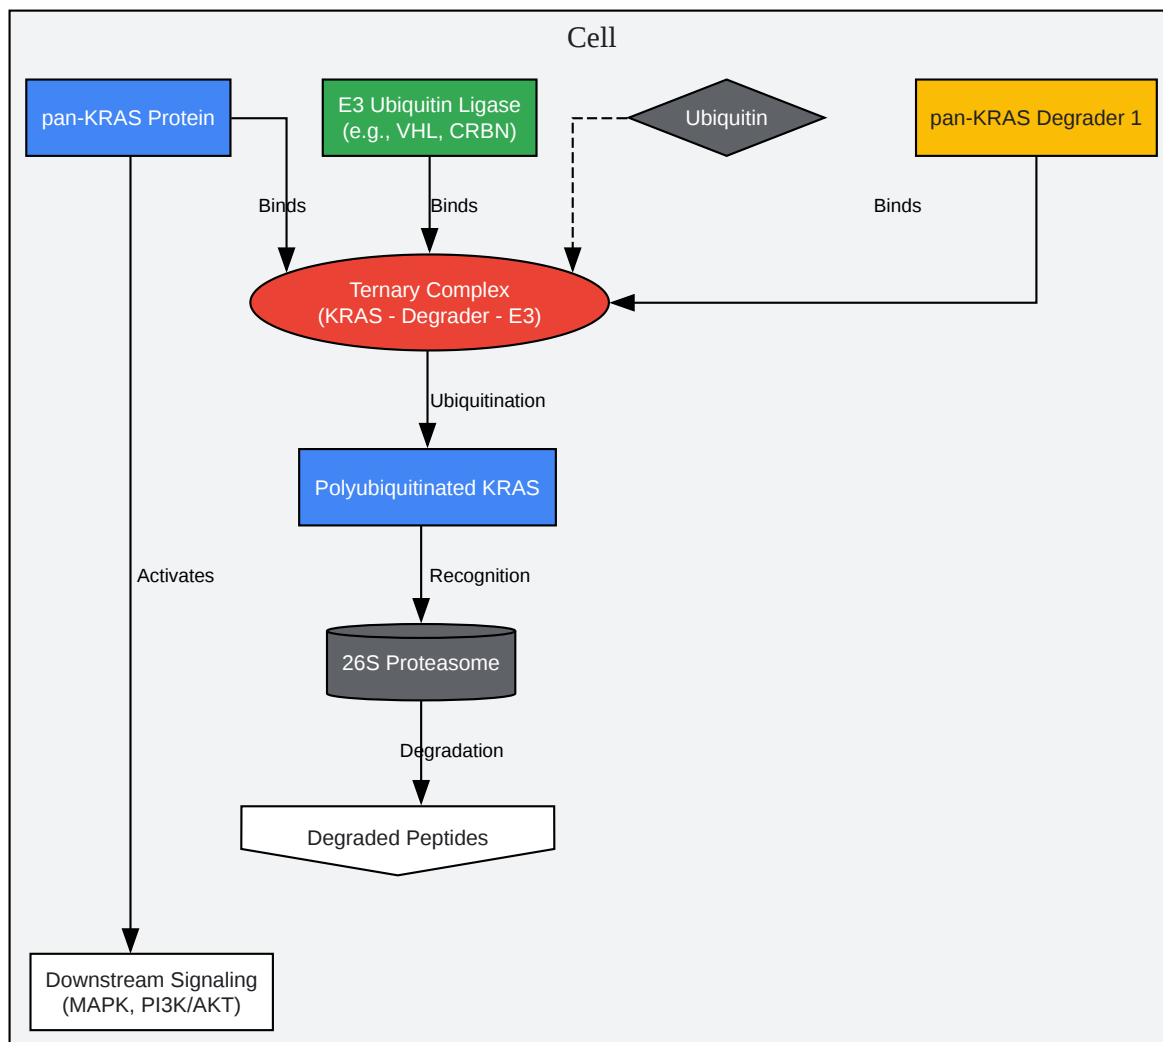 Cell
pan-KRAS Protein
E3 Ubiquitin Ligase
(e.g., VHL, CRBN)
Ubiquitin
pan-KRAS Degrader 1
Binds
Binds
Binds
Ternary Complex
(KRAS - Degrader - E3)
Ubiquitination
Polyubiquitinated KRAS
Activates
Recognition
26S Proteasome
Degradation
Degraded Peptides
Downstream Signaling
(MAPK, PI3K/AKT)